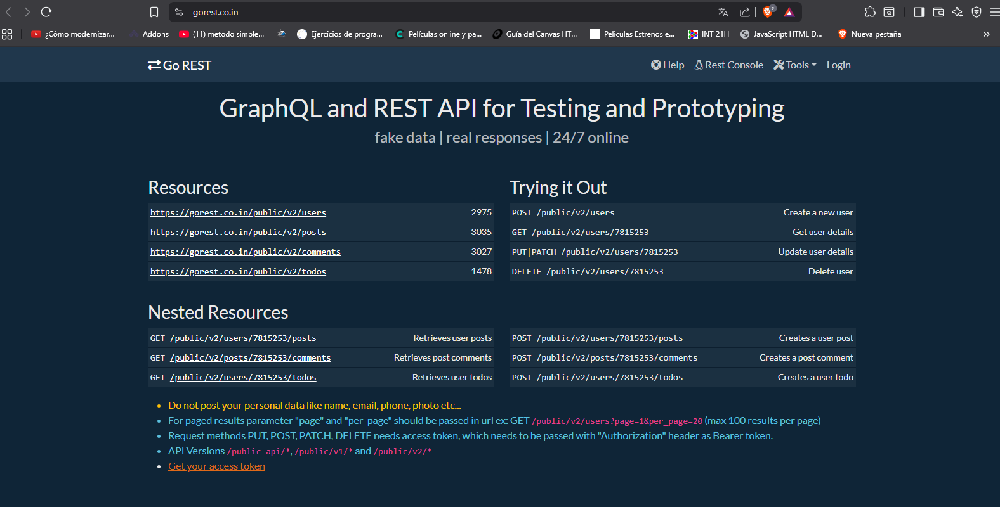 gorest.co.in
2
¿Cómo modernizar...
Addons
(11) metodo simple...
Ejercicios de progra...
Películas online y pa...
Guía del Canvas HT...
Peliculas Estrenos e...
INT 21H
JavaScript HTML D...
Nueva pestaña
»
Go REST
Help
Rest Console
Tools
Login
GraphQL and REST API for Testing and Prototyping
fake data | real responses | 24/7 online
Resources
https://gorest.co.in/public/v2/users 2975
https://gorest.co.in/public/v2/posts 3035
https://gorest.co.in/public/v2/comments 3027
https://gorest.co.in/public/v2/todos 1478
Trying it Out
POST /public/v2/users Create a new user
GET /public/v2/users/7815253 Get user details
PUT|PATCH /public/v2/users/7815253 Update user details
DELETE /public/v2/users/7815253 Delete user
Nested Resources
GET /public/v2/users/7815253/posts Retrieves user posts
GET /public/v2/posts/7815253/comments Retrieves post comments
GET /public/v2/users/7815253/todos Retrieves user todos
POST /public/v2/users/7815253/posts Creates a user post
POST /public/v2/posts/7815253/comments Creates a post comment
POST /public/v2/users/7815253/todos Creates a user todo
• Do not post your personal data like name, email, phone, photo etc...
• For paged results parameter "page" and "per_page" should be passed in url ex: GET /public/v2/users?page=1&per_page=20 (max 100 results per page)
• Request methods PUT, POST, PATCH, DELETE needs access token, which needs to be passed with "Authorization" header as Bearer token.
• API Versions /public-api/*, /public/v1/* and /public/v2/*
• Get your access token